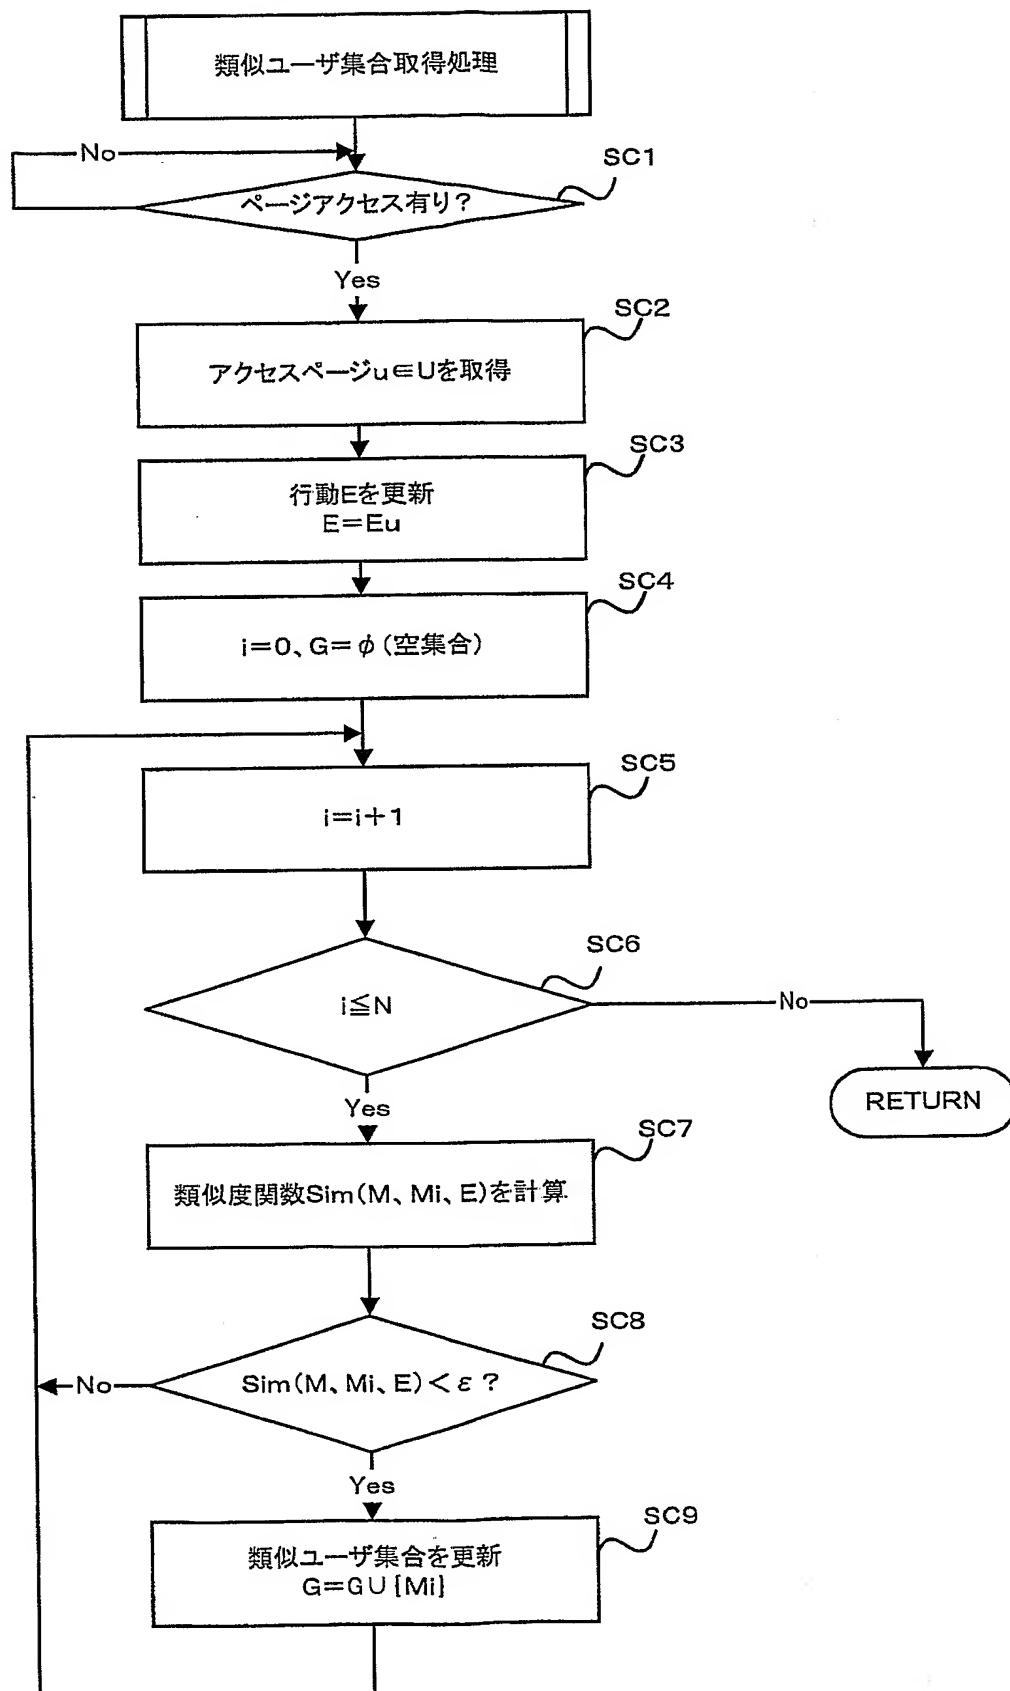 類似ユーザ集合取得処理
No
SC1
ページアクセス有り？
Yes
SC2
アクセスページu∈Uを取得
SC3
行動Eを更新
E＝Eu
SC4
i＝0、G＝φ（空集合）
SC5
i＝i＋1
SC6
i≦N
No
Yes
RETURN
SC7
類似度関数Sim（M、Mi、E）を計算
SC8
Sim（M、Mi、E）＜ε？
No
Yes
SC9
類似ユーザ集合を更新
G＝G∪{Mi}